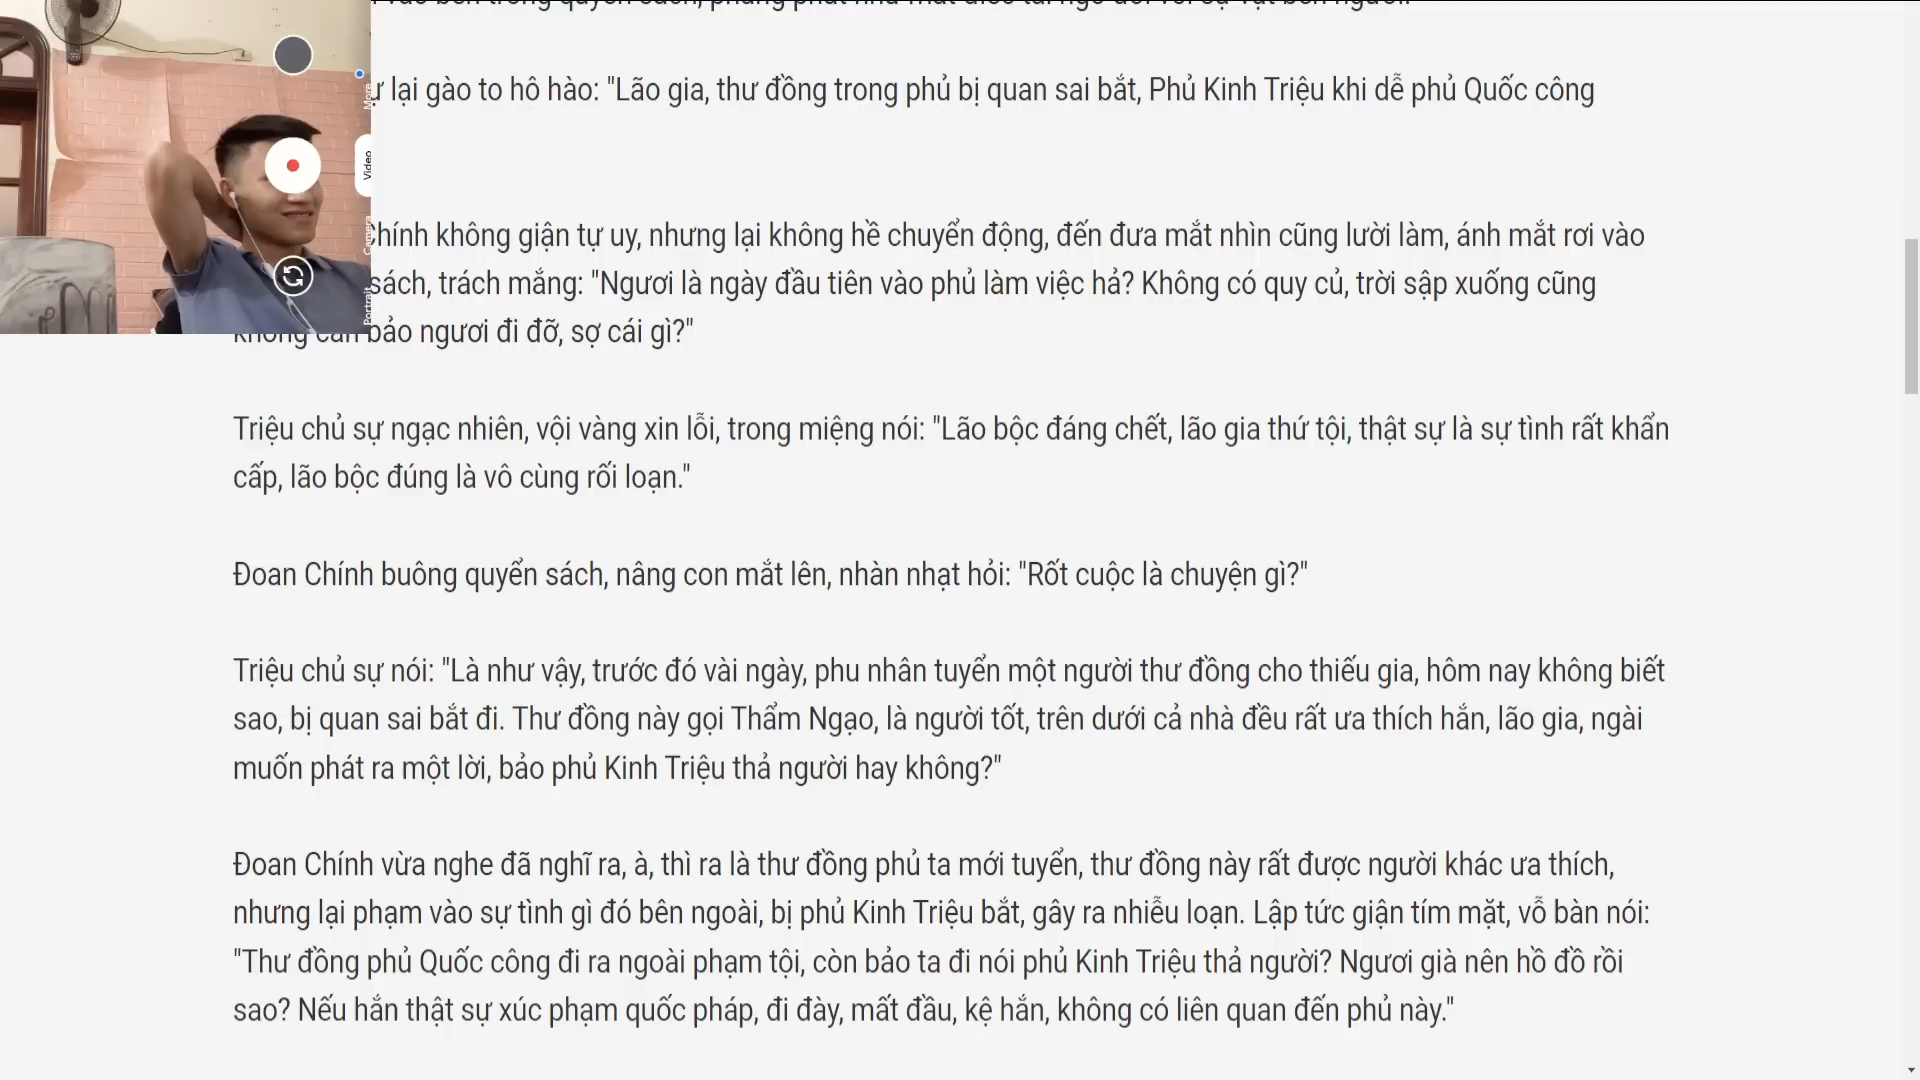 lại gào to hô hào: "Lão gia, thư đồng trong phủ bị quan sai bắt, Phủ Kinh Triệu khi dễ phủ Quốc công
More
Video
Camera
Portrait
không giận tự uy, nhưng lại không hề chuyển động, đến đưa mắt nhìn cũng lười làm, ánh mắt rơi vào
sách, trách mắng: "Ngươi là ngày đầu tiên vào phủ làm việc hả? Không có quy củ, trời sập xuống cũng
bảo ngươi đi đỡ, sợ cái gì?"
Triệu chủ sự ngạc nhiên, vội vàng xin lỗi, trong miệng nói: "Lão bộc đáng chết, lão gia thứ tội, thật sự là sự tình rất khẩn
cấp, lão bộc đúng là vô cùng rối loạn."
Đoan Chính buông quyển sách, nâng con mắt lên, nhàn nhạt hỏi: "Rốt cuộc là chuyện gì?"
Triệu chủ sự nói: "Là như vậy, trước đó vài ngày, phu nhân tuyển một người thư đồng cho thiếu gia, hôm nay không biết
sao, bị quan sai bắt đi. Thư đồng này gọi Thẩm Ngạo, là người tốt, trên dưới cả nhà đều rất ưa thích hắn, lão gia, ngài
muốn phát ra một lời, bảo phủ Kinh Triệu thả người hay không?"
Đoan Chính vừa nghe đã nghĩ ra, à, thì ra là thư đồng phủ ta mới tuyển, thư đồng này rất được người khác ưa thích,
nhưng lại phạm vào sự tình gì đó bên ngoài, bị phủ Kinh Triệu bắt, gây ra nhiễu loạn. Lập tức giận tím mặt, vỗ bàn nói:
"Thư đồng phủ Quốc công đi ra ngoài phạm tội, còn bảo ta đi nói phủ Kinh Triệu thả người? Ngươi già nên hồ đồ rồi
sao? Nếu hắn thật sự xúc phạm quốc pháp, đi đày, mất đầu, kệ hắn, không có liên quan đến phủ này."